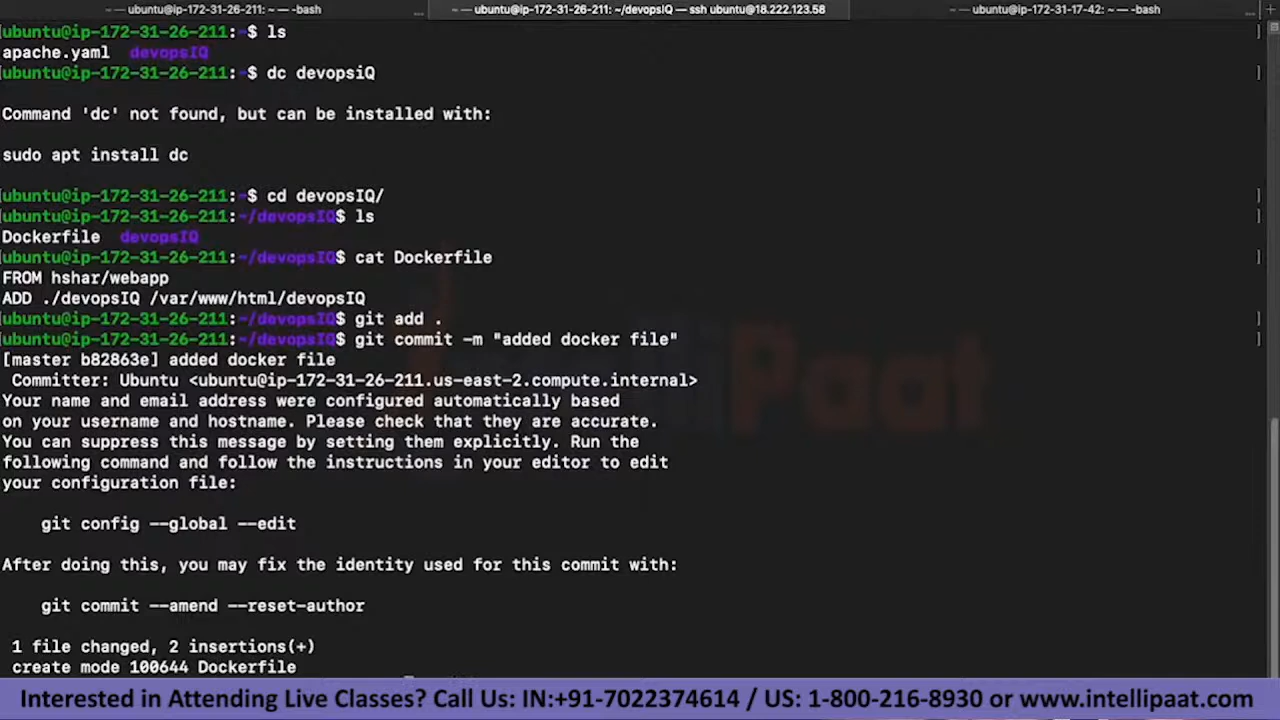 ubuntu@ip-172-31-26-211: ~ — -bash
... ~ — ubuntu@ip-172-31-26-211: ~/devopsIQ — ssh ubuntu@18.222.123.58
~ — ubuntu@ip-172-31-17-42: ~ — -bash ... +
[ubuntu@ip-172-31-26-211:~$ ls ]
apache.yaml devopsIQ
[ubuntu@ip-172-31-26-211:~$ dc devopsiQ ]
Command 'dc' not found, but can be installed with:
sudo apt install dc
[ubuntu@ip-172-31-26-211:~$ cd devopsIQ/ ]
[ubuntu@ip-172-31-26-211:~/devopsIQ$ ls ]
Dockerfile devopsIQ
[ubuntu@ip-172-31-26-211:~/devopsIQ$ cat Dockerfile ]
FROM hshar/webapp
ADD ./devopsIQ /var/www/html/devopsIQ
[ubuntu@ip-172-31-26-211:~/devopsIQ$ git add . ]
[ubuntu@ip-172-31-26-211:~/devopsIQ$ git commit -m "added docker file" ]
[master b82863e] added docker file
Committer: Ubuntu <ubuntu@ip-172-31-26-211.us-east-2.compute.internal>
Your name and email address were configured automatically based
on your username and hostname. Please check that they are accurate.
You can suppress this message by setting them explicitly. Run the
following command and follow the instructions in your editor to edit
your configuration file:
git config --global --edit
After doing this, you may fix the identity used for this commit with:
git commit --amend --reset-author
1 file changed, 2 insertions(+)
create mode 100644 Dockerfile
IntelliPaat
Interested in Attending Live Classes? Call Us: IN:+91-7022374614 / US: 1-800-216-8930 or www.intellipaat.com